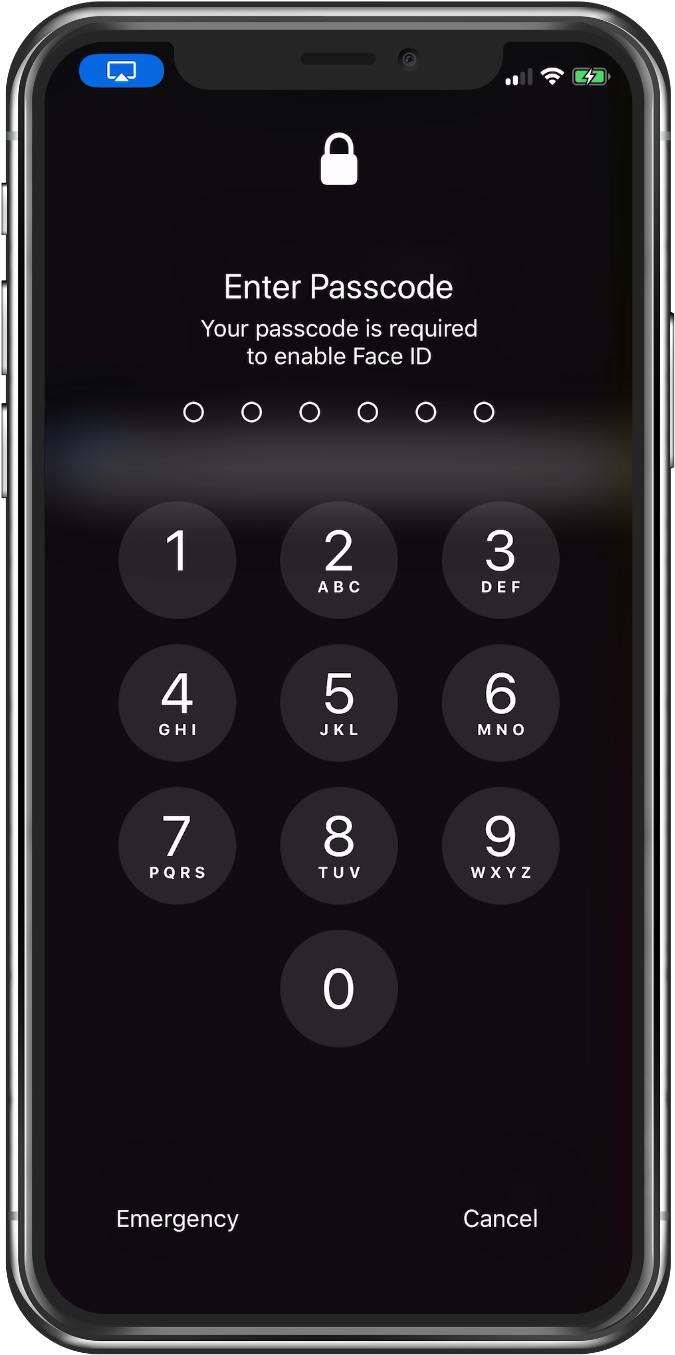 Enter Passcode
Your passcode is required
to enable Face ID
1 2 3
ABC DEF
4 5 6
GHI JKL MNO
7 8 9
PQRS TUV WXYZ
0
Emergency Cancel